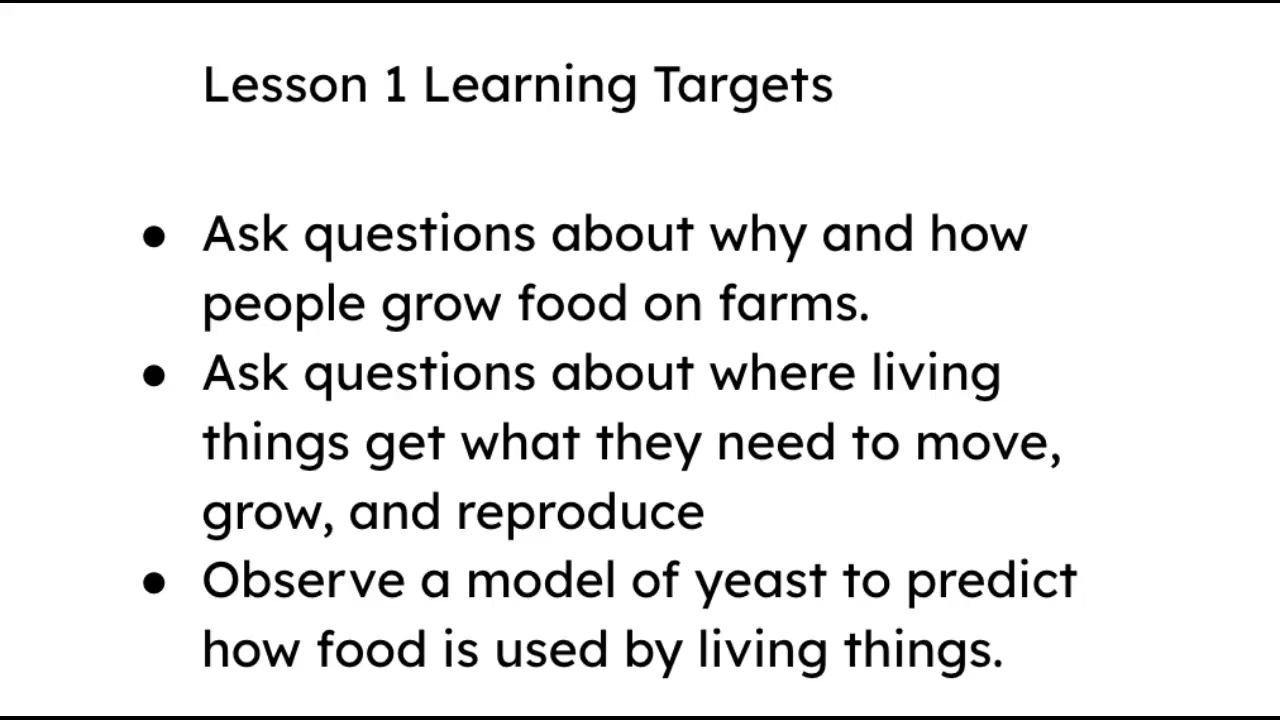 Lesson 1 Learning Targets
● Ask questions about why and how
people grow food on farms.
● Ask questions about where living
things get what they need to move,
grow, and reproduce
● Observe a model of yeast to predict
how food is used by living things.